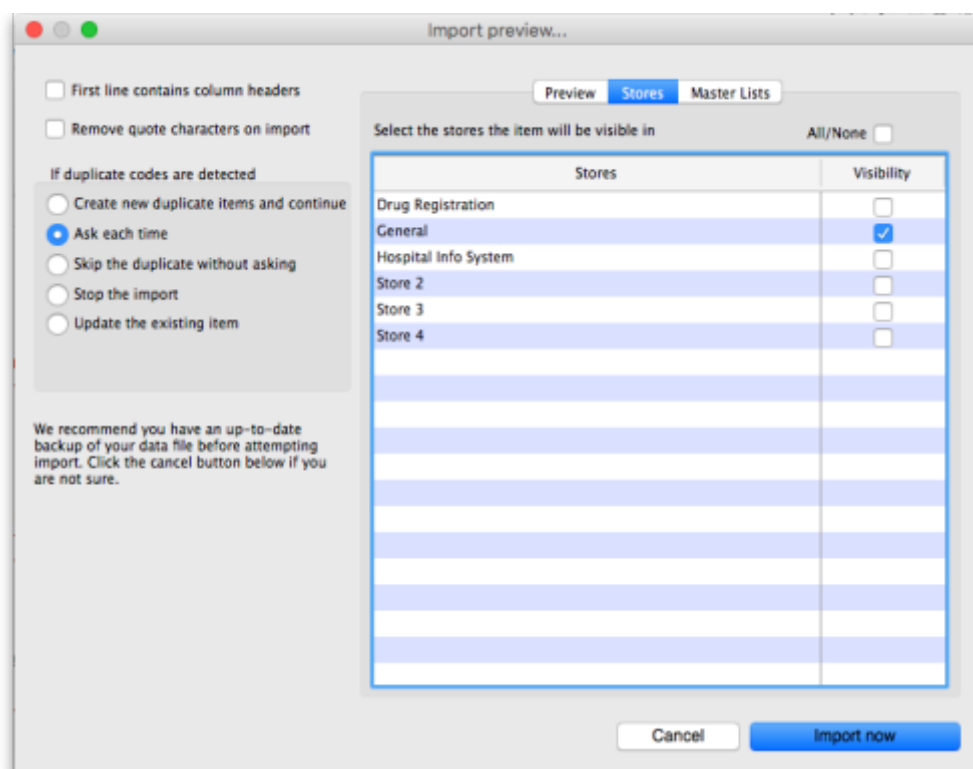 Import preview...
First line contains column headers
Remove quote characters on import
If duplicate codes are detected
Create new duplicate items and continue
Ask each time
Skip the duplicate without asking
Stop the import
Update the existing item
We recommend you have an up-to-date
backup of your data file before attempting
import. Click the cancel button below if you
are not sure.
Preview Stores Master Lists
Select the stores the item will be visible in All/None
Stores Visibility
Drug Registration
General
Hospital Info System
Store 2
Store 3
Store 4
Cancel Import now